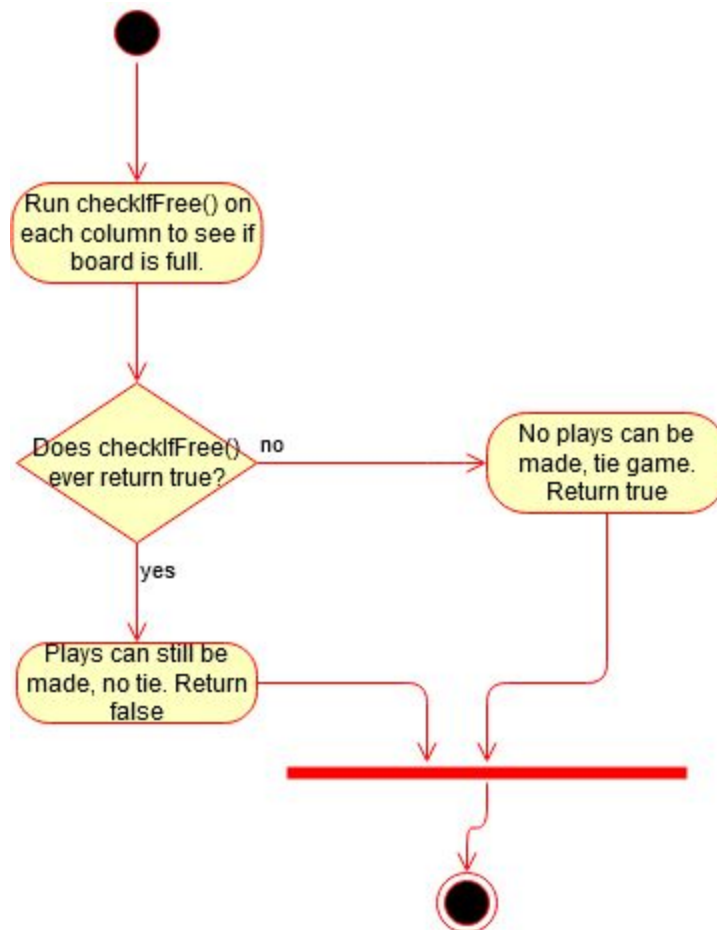 Run checkIfFree() on
each column to see if
board is full.
Does checkIfFree()
ever return true?
no
No plays can be
made, tie game.
Return true
yes
Plays can still be
made, no tie. Return
false